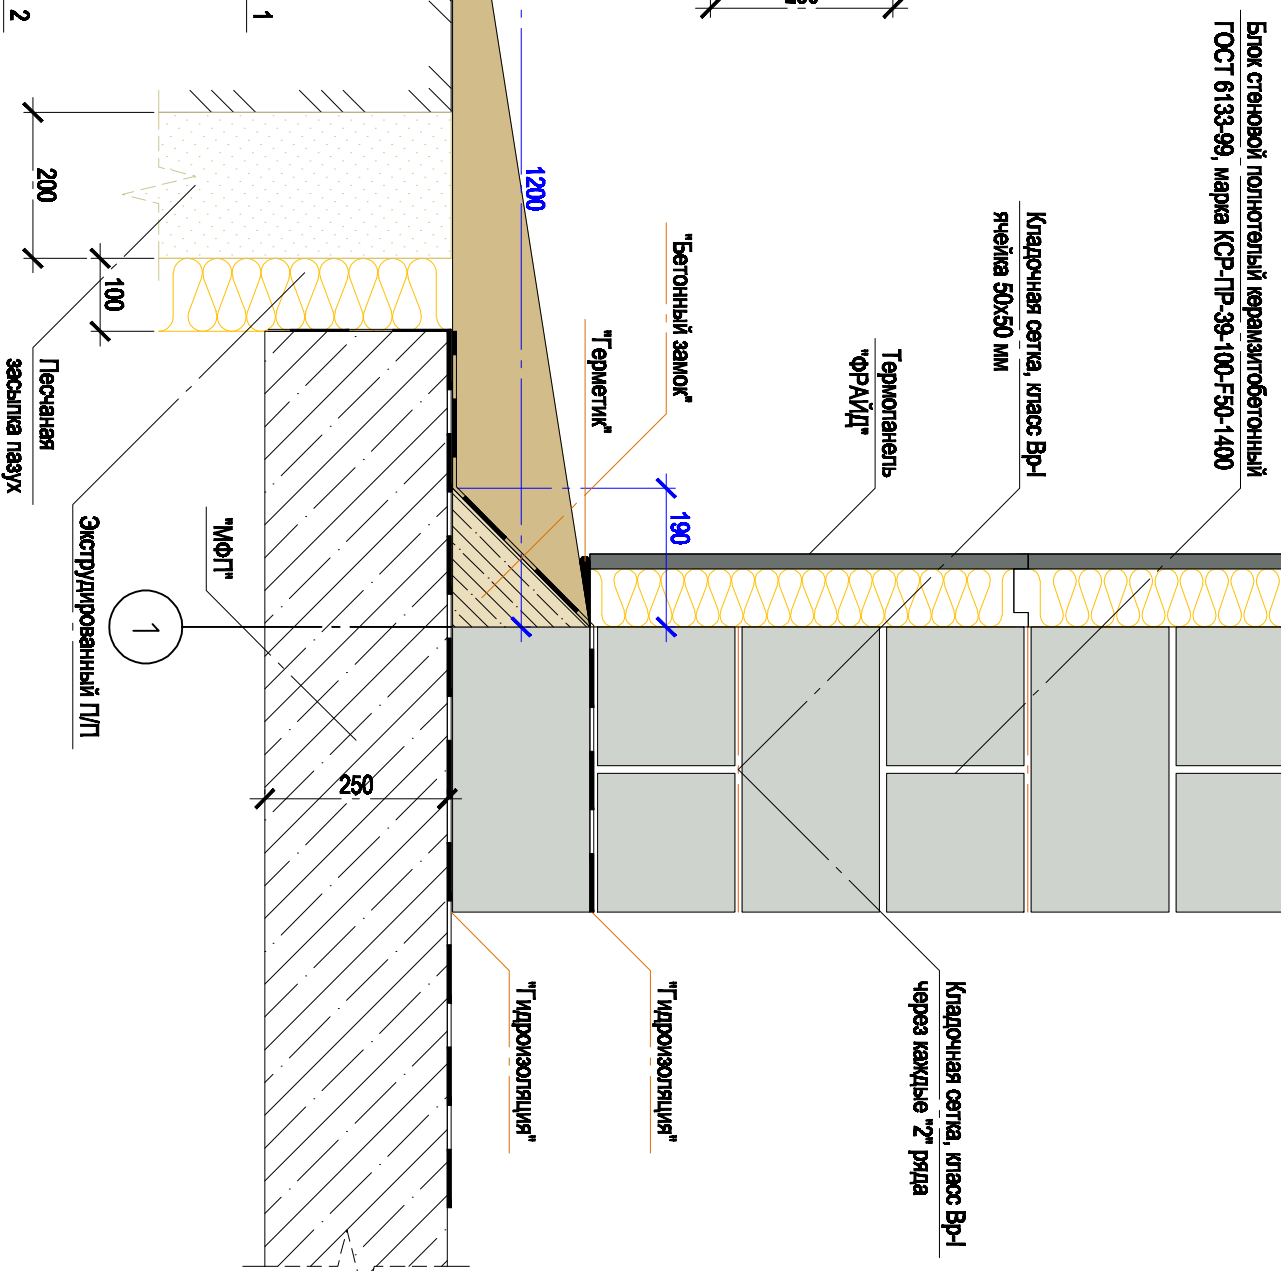 Блок стеновой полнотелый керамзитобетонный
ГОСТ 6133-99, марка КСР-ПР-39-100-F50-1400
Кладочная сетка, класс Вр-I
ячейка 50х50 мм
Термопанель
"ФРАЙД"
"Бетонный замок"
"Герметик"
1200
190
1
2
200
100
Песчаная
засыпка пазух
Экструдированный П/П
"МФП"
1
250
Кладочная сетка, класс Вр-I
через каждые "2" ряда
"Гидроизоляция"
"Гидроизоляция"